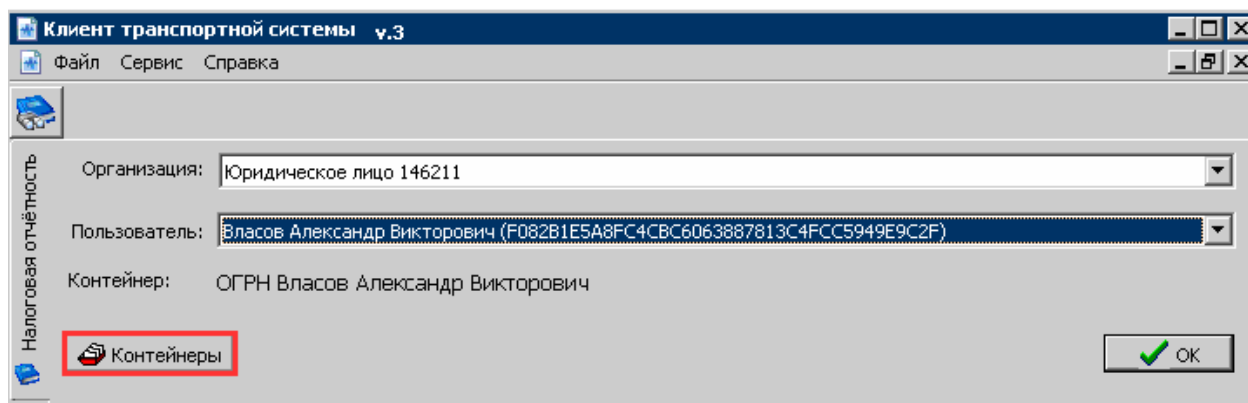 Клиент транспортной системы v.3
Файл Сервис Справка
Налоговая отчётность
Организация: Юридическое лицо 146211
Пользователь: Власов Александр Викторович (F082B1E5A8FC4CBC6063887813C4FCC5949E9C2F)
Контейнер: ОГРН Власов Александр Викторович
Контейнеры OK